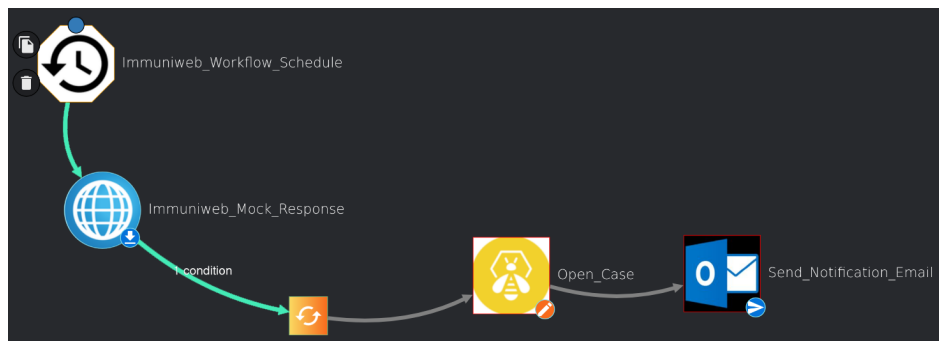 Immuniweb_Workflow_Schedule
Immuniweb_Mock_Response
1 condition
Open_Case
O
Send_Notification_Email